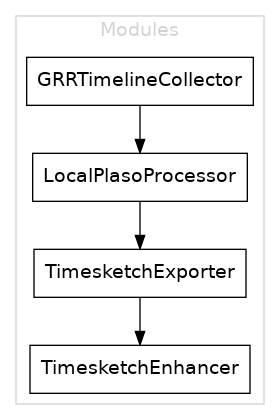 Modules
GRRTimelineCollector
LocalPlasoProcessor
TimesketchExporter
TimesketchEnhancer